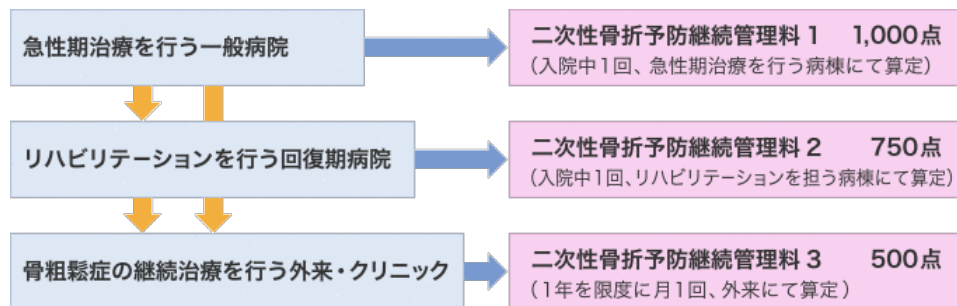 急性期治療を行う一般病院
二次性骨折予防継続管理料1 1,000点
（入院中1回、急性期治療を行う病棟にて算定）
リハビリテーションを行う回復期病院
二次性骨折予防継続管理料2 750点
（入院中1回、リハビリテーションを担う病棟にて算定）
骨粗鬆症の継続治療を行う外来・クリニック
二次性骨折予防継続管理料3 500点
（1年を限度に月1回、外来にて算定）